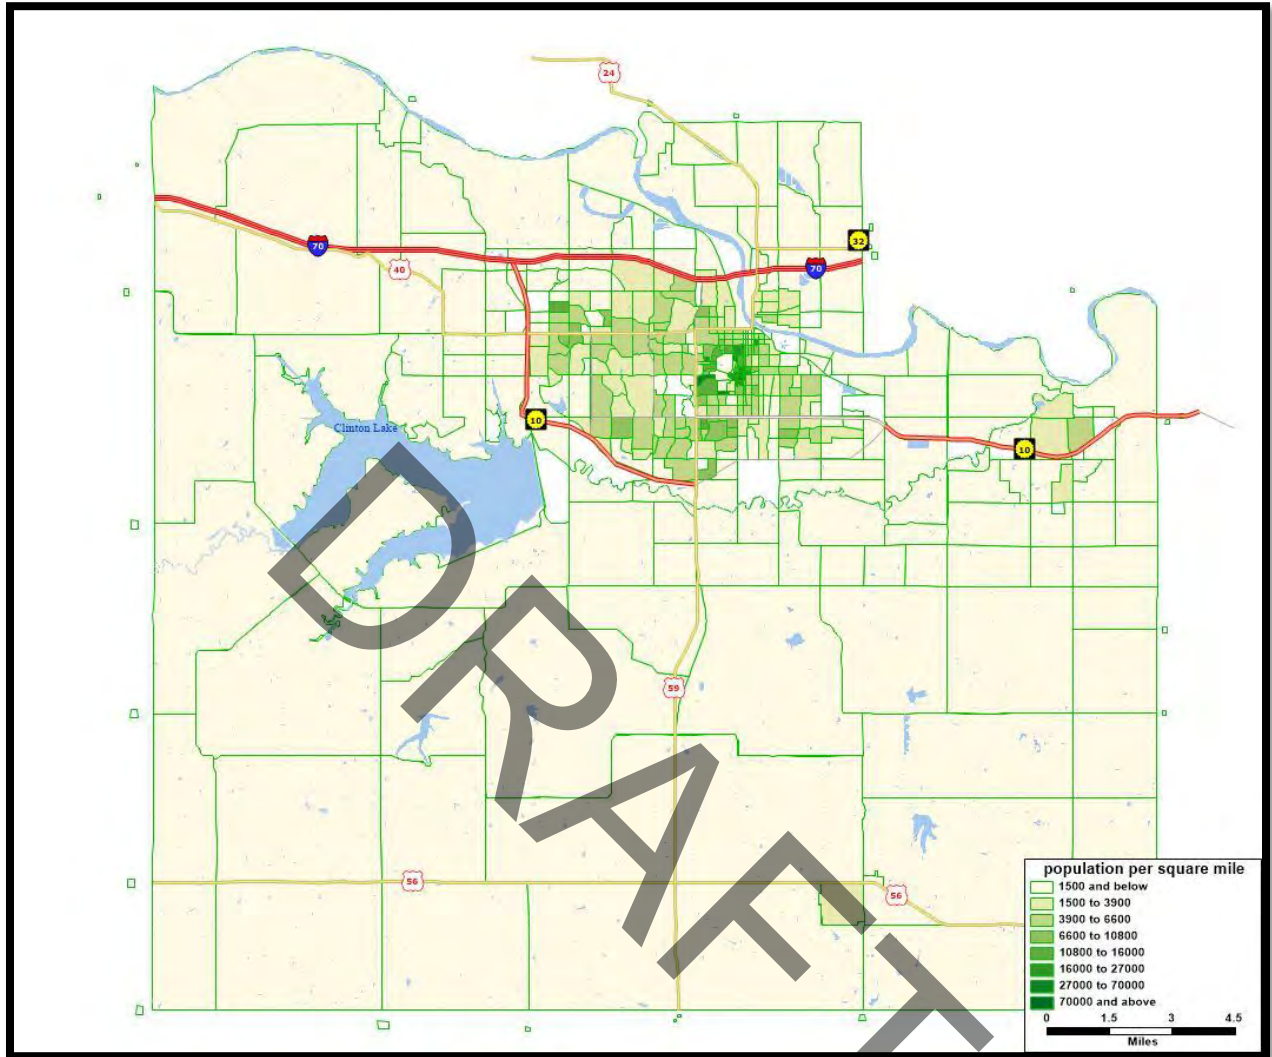 24
32
70
70
40
Clinton Lake
10
10
59
56
56
DRAFT
population per square mile
1500 and below
1500 to 3900
3900 to 6600
6600 to 10800
10800 to 16000
16000 to 27000
27000 to 70000
70000 and above
0 1.5 3 4.5
Miles